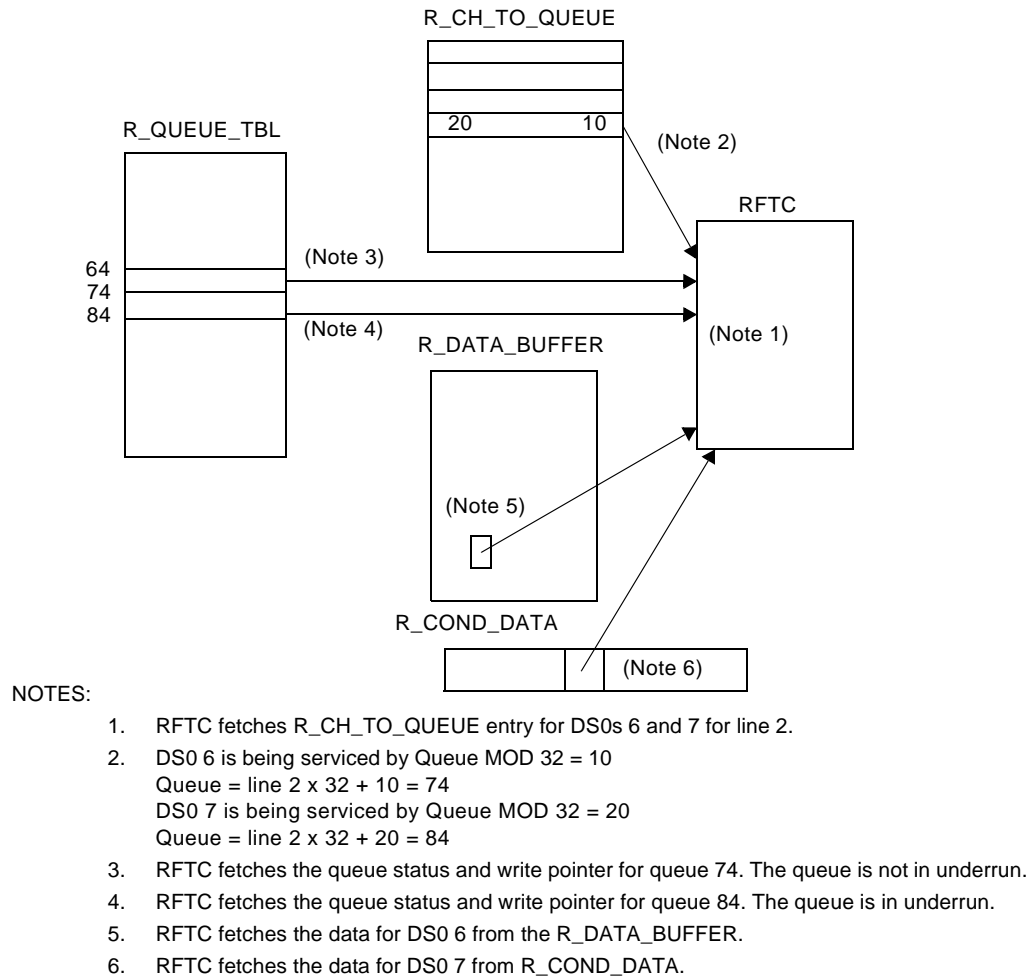 R_CH_TO_QUEUE
20 10
R_QUEUE_TBL
(Note 2)
RFTC
(Note 3)
64
74
84
(Note 4)
(Note 1)
R_DATA_BUFFER
(Note 5)
R_COND_DATA
(Note 6)
NOTES:
1. RFTC fetches R_CH_TO_QUEUE entry for DS0s 6 and 7 for line 2.
2. DS0 6 is being serviced by Queue MOD 32 = 10
Queue = line 2 x 32 + 10 = 74
DS0 7 is being serviced by Queue MOD 32 = 20
Queue = line 2 x 32 + 20 = 84
3. RFTC fetches the queue status and write pointer for queue 74. The queue is not in underrun.
4. RFTC fetches the queue status and write pointer for queue 84. The queue is in underrun.
5. RFTC fetches the data for DS0 6 from the R_DATA_BUFFER.
6. RFTC fetches the data for DS0 7 from R_COND_DATA.